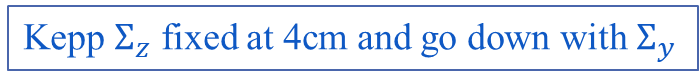 Kepp Σ_z fixed at 4cm and go down with Σ_y